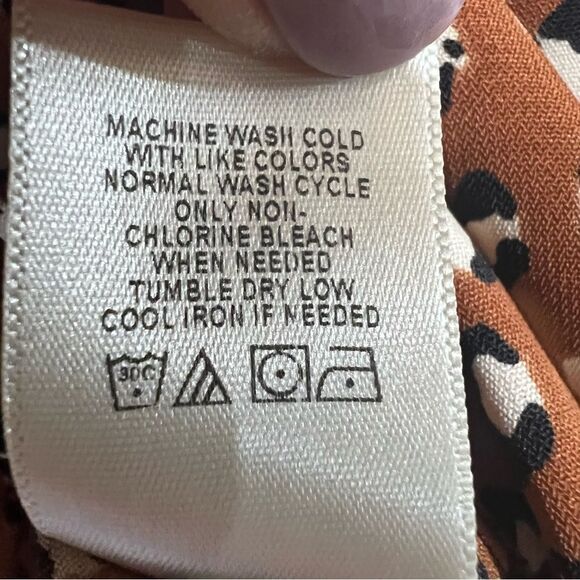 MACHINE WASH COLD
WITH LIKE COLORS
NORMAL WASH CYCLE
ONLY NON-
CHLORINE BLEACH
WHEN NEEDED
TUMBLE DRY LOW
COOL IRON IF NEEDED
30C